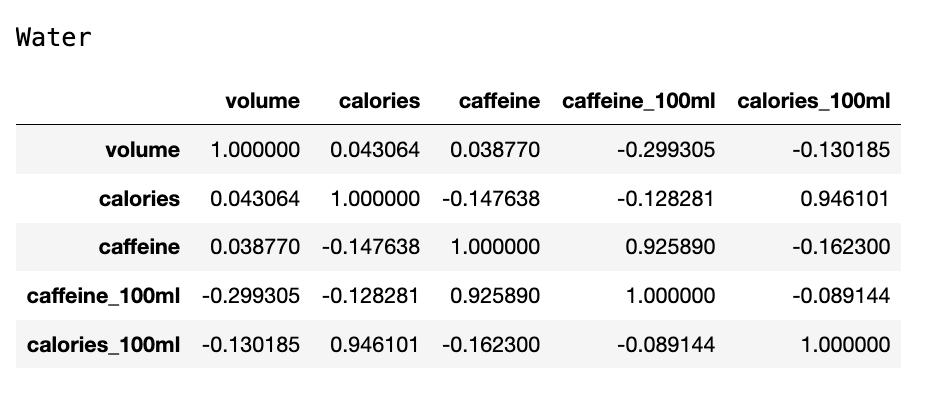 Water
volume calories caffeine caffeine_100ml calories_100ml
volume 1.000000 0.043064 0.038770 -0.299305 -0.130185
calories 0.043064 1.000000 -0.147638 -0.128281 0.946101
caffeine 0.038770 -0.147638 1.000000 0.925890 -0.162300
caffeine_100ml -0.299305 -0.128281 0.925890 1.000000 -0.089144
calories_100ml -0.130185 0.946101 -0.162300 -0.089144 1.000000